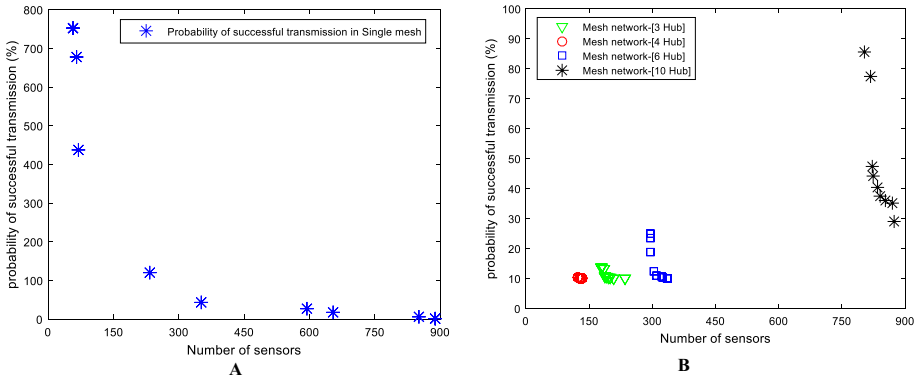 800
700
600
500
400
300
200
100
0
probability of successful transmission (%)
Probability of successful transmission in Single mesh
0 150 300 450 600 750 900
Number of sensors
A
100
90
80
70
60
50
40
30
20
10
0
probability of successful transmission (%)
Mesh network-[3 Hub]
Mesh network-[4 Hub]
Mesh network-[6 Hub]
Mesh network-[10 Hub]
0 150 300 450 600 750 900
Number of sensors
B